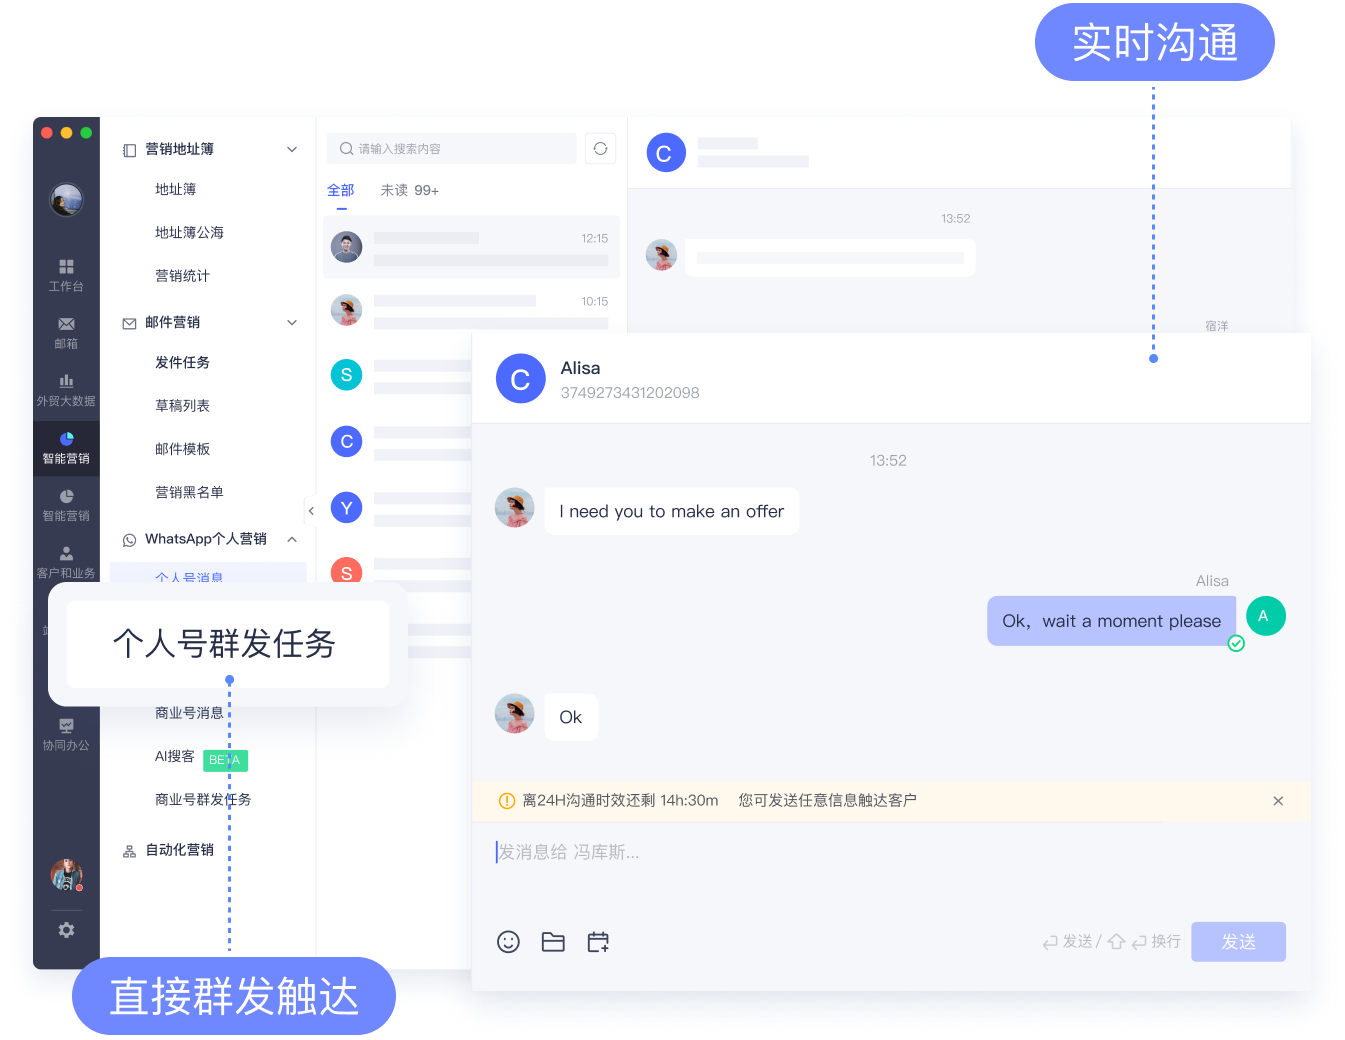 实时沟通
工作台
邮箱
外贸大数据
智能营销
智能营销
客户和业务
协同办公
营销地址簿
地址簿
地址簿公海
营销统计
邮件营销
发件任务
草稿列表
邮件模板
营销黑名单
WhatsApp个人营销
个人号消息
个人号群发任务
商业号消息
AI搜客 BETA
商业号群发任务
自动化营销
直接群发触达
请输入搜索内容
全部 未读 99+
12:15
10:15
S
C
Y
S
C
13:52
宿洋
C
Alisa
3749273431202098
13:52
I need you to make an offer
Alisa
Ok, wait a moment please
A
Ok
离24H沟通时效还剩 14h:30m 您可发送任意信息触达客户
发消息给 冯库斯...
发送 / 换行
发送